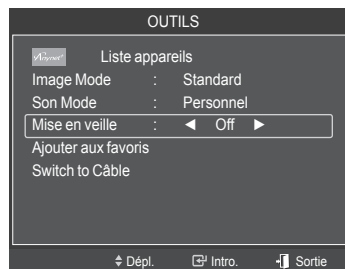 OUTILS
Anynet+ Liste appareils
Image Mode : Standard
Son Mode : Personnel
Mise en veille : ◄ Off ►
Ajouter aux favoris
Switch to Câble
Dépl. Intro. Sortie